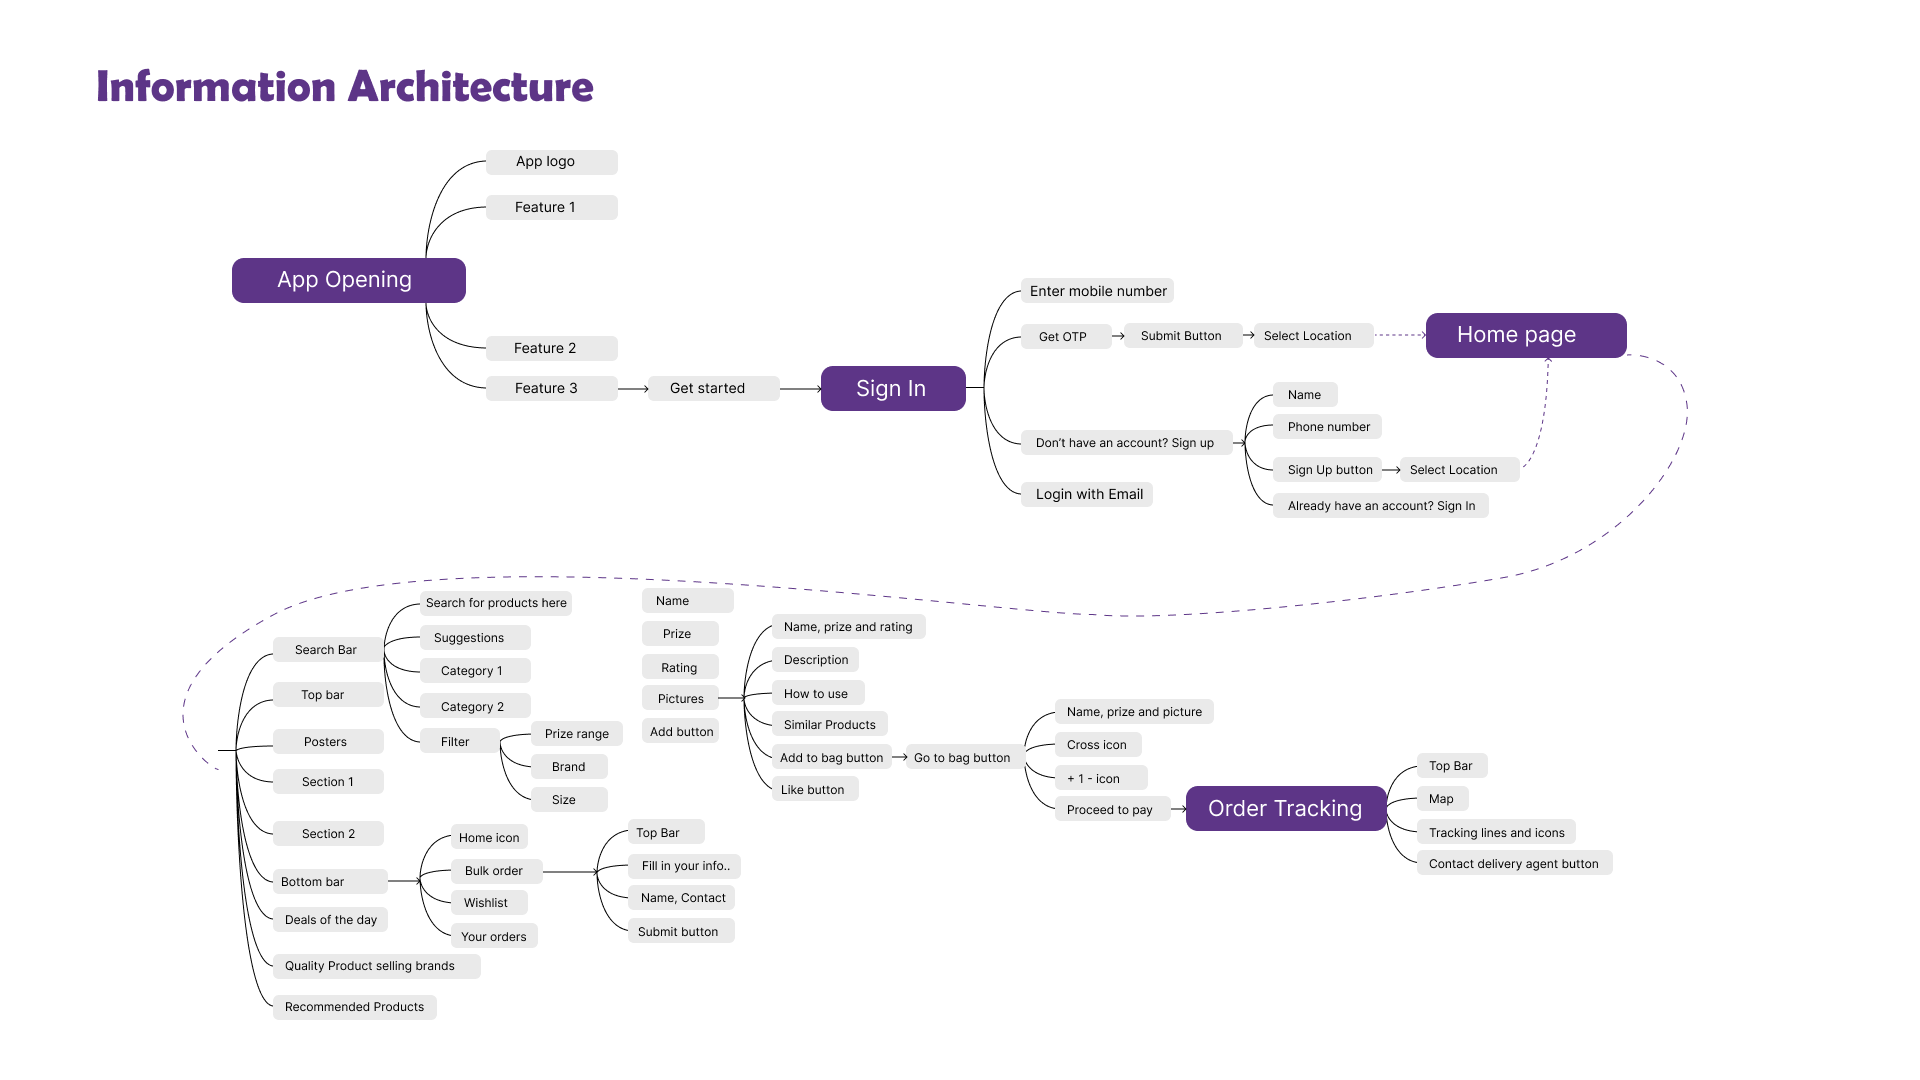 Information Architecture
App logo
Feature 1
App Opening
Feature 2
Feature 3
Get started
Sign In
Enter mobile number
Get OTP
Submit Button
Select Location
Home page
Don’t have an account? Sign up
Name
Phone number
Sign Up button
Select Location
Already have an account? Sign In
Login with Email
Search Bar
Search for products here
Suggestions
Category 1
Category 2
Filter
Prize range
Brand
Size
Top bar
Posters
Section 1
Section 2
Bottom bar
Home icon
Bulk order
Wishlist
Your orders
Top Bar
Fill in your info..
Name, Contact
Submit button
Deals of the day
Quality Product selling brands
Recommended Products
Name
Prize
Rating
Pictures
Add button
Name, prize and rating
Description
How to use
Similar Products
Add to bag button
Like button
Go to bag button
Name, prize and picture
Cross icon
+ 1 - icon
Proceed to pay
Order Tracking
Top Bar
Map
Tracking lines and icons
Contact delivery agent button